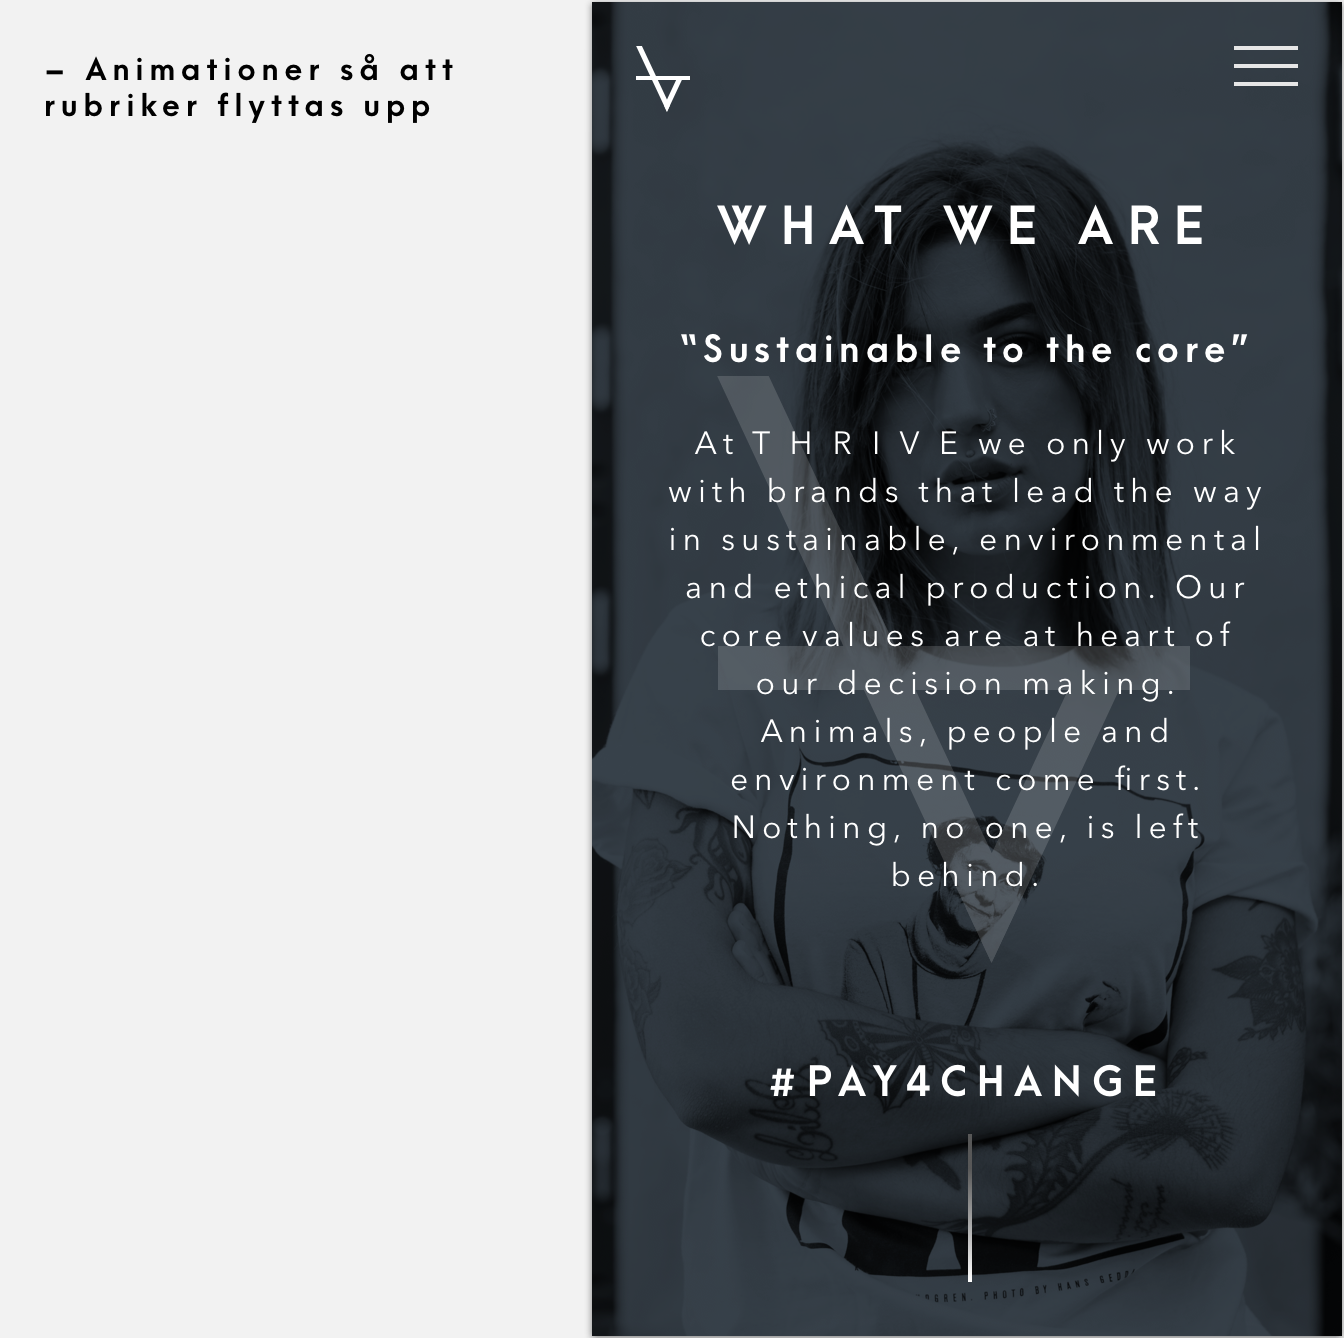 – Animationer så att
rubriker flyttas upp
WHAT WE ARE
“Sustainable to the core”
At T H R I V E we only work
with brands that lead the way
in sustainable, environmental
and ethical production. Our
core values are at heart of
our decision making.
Animals, people and
environment come first.
Nothing, no one, is left
behind.
#PAY4CHANGE
PHOTO BY HANS